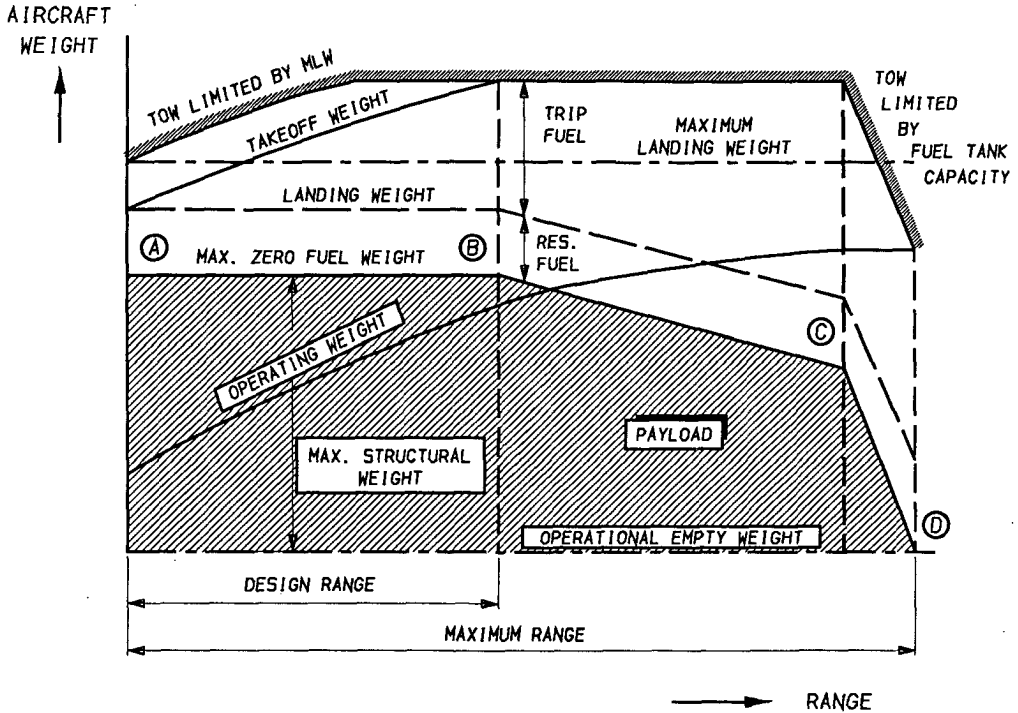 AIRCRAFT
WEIGHT
TOW LIMITED BY MLW
TAKEOFF WEIGHT
TRIP
FUEL
MAXIMUM
LANDING WEIGHT
TOW
LIMITED
BY
FUEL TANK
CAPACITY
LANDING WEIGHT
A
B
MAX. ZERO FUEL WEIGHT
RES.
FUEL
C
OPERATING WEIGHT
PAYLOAD
MAX. STRUCTURAL
WEIGHT
D
OPERATIONAL EMPTY WEIGHT
DESIGN RANGE
MAXIMUM RANGE
RANGE